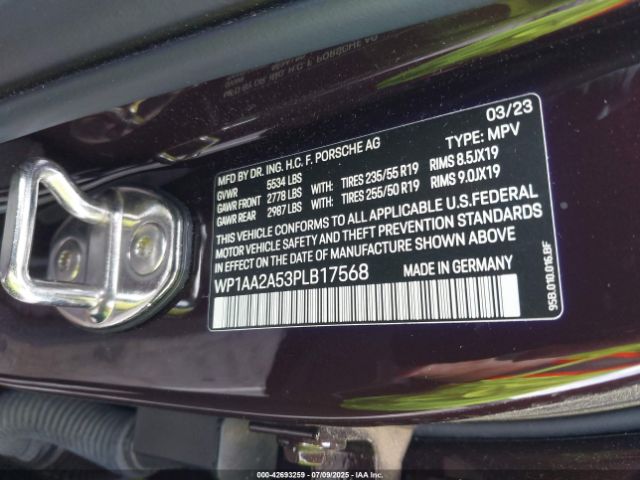 03/23
MFD BY DR. ING. H.C. F. PORSCHE AG
TYPE: MPV
GVWR 5534 LBS
GAWR FRONT 2778 LBS WITH: TIRES 235/55 R19 RIMS 8.5JX19
GAWR REAR 2987 LBS WITH: TIRES 255/50 R19 RIMS 9.0JX19
THIS VEHICLE CONFORMS TO ALL APPLICABLE U.S.FEDERAL
MOTOR VEHICLE SAFETY AND THEFT PREVENTION STANDARDS
IN EFFECT ON THE DATE OF MANUFACTURE SHOWN ABOVE
WP1AA2A53PLB17568
MADE IN GERMANY
95B.010.016.BF
000-42693259 07/09/2025 IAA Inc.